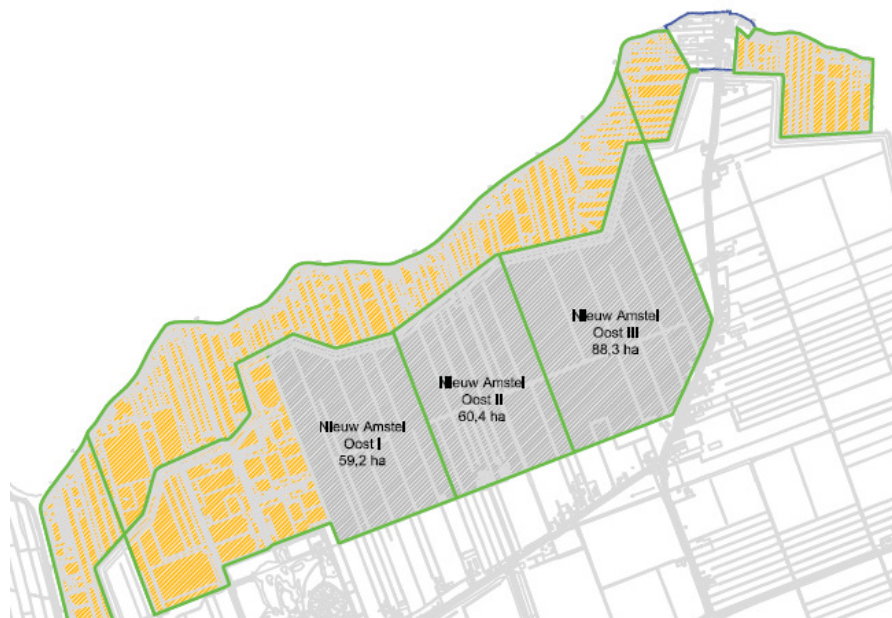 Nieuw Amstel
Oost I
59,2 ha
Nieuw Amstel
Oost II
60,4 ha
Nieuw Amstel
Oost III
88,3 ha